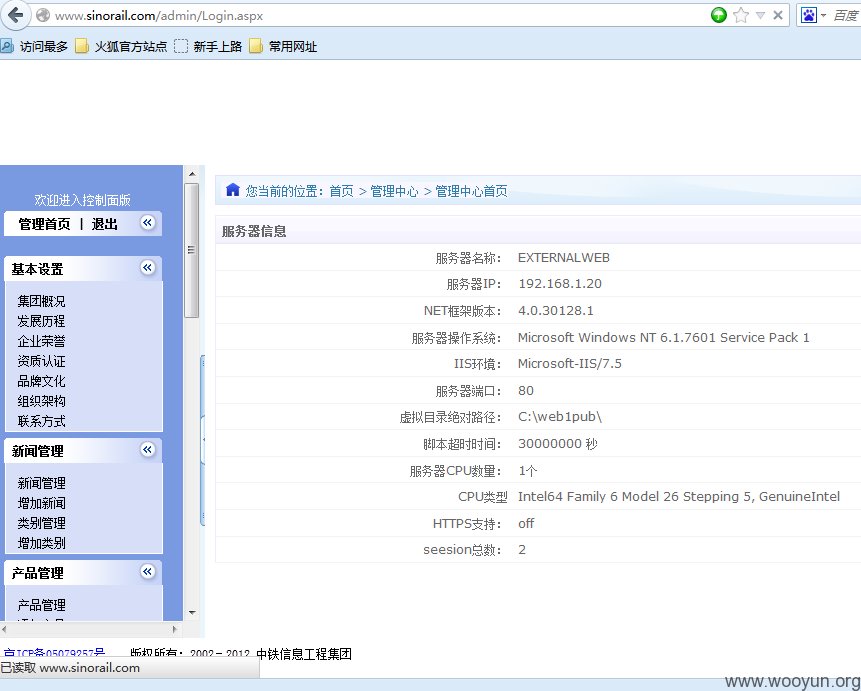 www.sinorail.com/admin/Login.aspx
百度
访问最多 火狐官方站点 新手上路 常用网址
欢迎进入控制面版
管理首页 | 退出
基本设置
集团概况
发展历程
企业荣誉
资质认证
品牌文化
组织架构
联系方式
新闻管理
新闻管理
增加新闻
类别管理
增加类别
产品管理
产品管理
您当前的位置：首页 > 管理中心 > 管理中心首页
服务器信息
服务器名称： EXTERNALWEB
服务器IP： 192.168.1.20
NET框架版本： 4.0.30128.1
服务器操作系统： Microsoft Windows NT 6.1.7601 Service Pack 1
IIS环境： Microsoft-IIS/7.5
服务器端口： 80
虚拟目录绝对路径： C:\web1pub\
脚本超时时间： 30000000 秒
服务器CPU数量： 1个
CPU类型 Intel64 Family 6 Model 26 Stepping 5, GenuineIntel
HTTPS支持： off
seesion总数： 2
京ICP备05079257号 版权所有：2002-2012 中铁信息工程集团
已读取 www.sinorail.com
www.wooyun.org